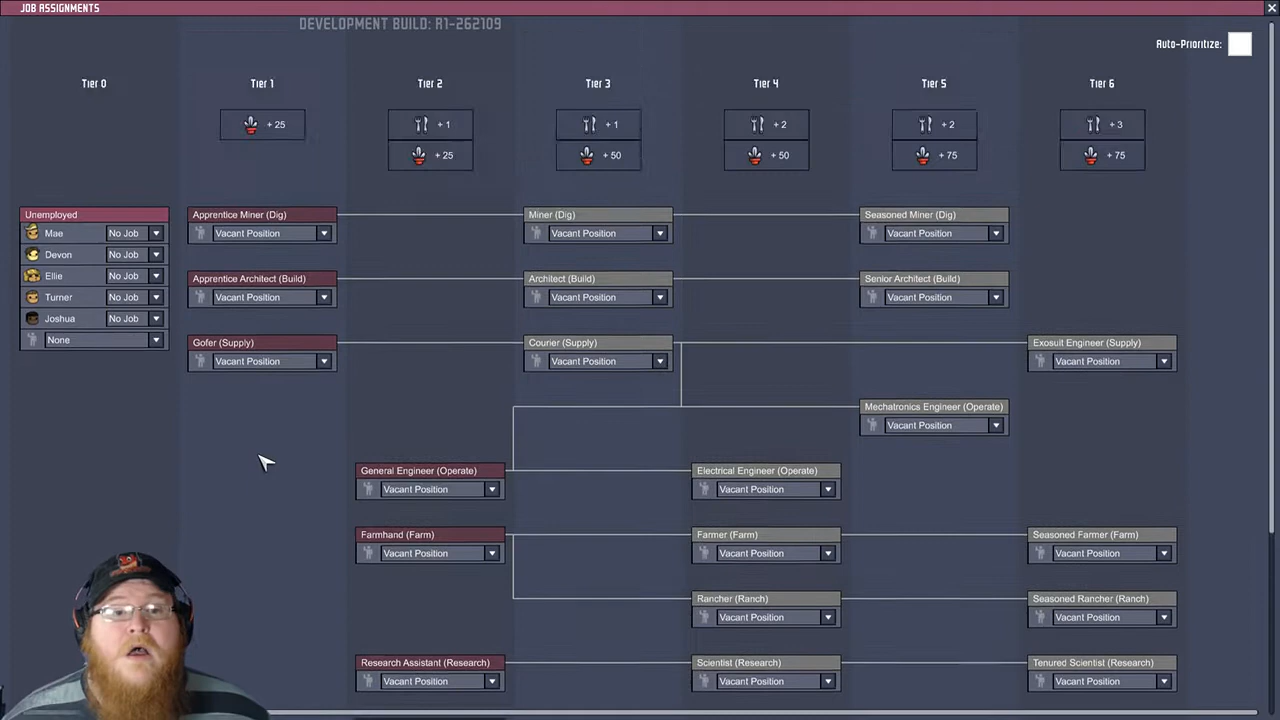 JOB ASSIGNMENTS
DEVELOPMENT BUILD: R1-262109
Auto-Prioritize:
Tier 0
Tier 1
Tier 2
Tier 3
Tier 4
Tier 5
Tier 6
+ 25
+ 1
+ 1
+ 2
+ 2
+ 3
+ 25
+ 50
+ 50
+ 75
+ 75
Unemployed
Mae No Job
Devon No Job
Ellie No Job
Turner No Job
Joshua No Job
None
Apprentice Miner (Dig)
Vacant Position
Miner (Dig)
Vacant Position
Seasoned Miner (Dig)
Vacant Position
Apprentice Architect (Build)
Vacant Position
Architect (Build)
Vacant Position
Senior Architect (Build)
Vacant Position
Gofer (Supply)
Vacant Position
Courier (Supply)
Vacant Position
Exosuit Engineer (Supply)
Vacant Position
Mechatronics Engineer (Operate)
Vacant Position
General Engineer (Operate)
Vacant Position
Electrical Engineer (Operate)
Vacant Position
Farmhand (Farm)
Vacant Position
Farmer (Farm)
Vacant Position
Seasoned Farmer (Farm)
Vacant Position
Rancher (Ranch)
Vacant Position
Seasoned Rancher (Ranch)
Vacant Position
Research Assistant (Research)
Vacant Position
Scientist (Research)
Vacant Position
Tenured Scientist (Research)
Vacant Position